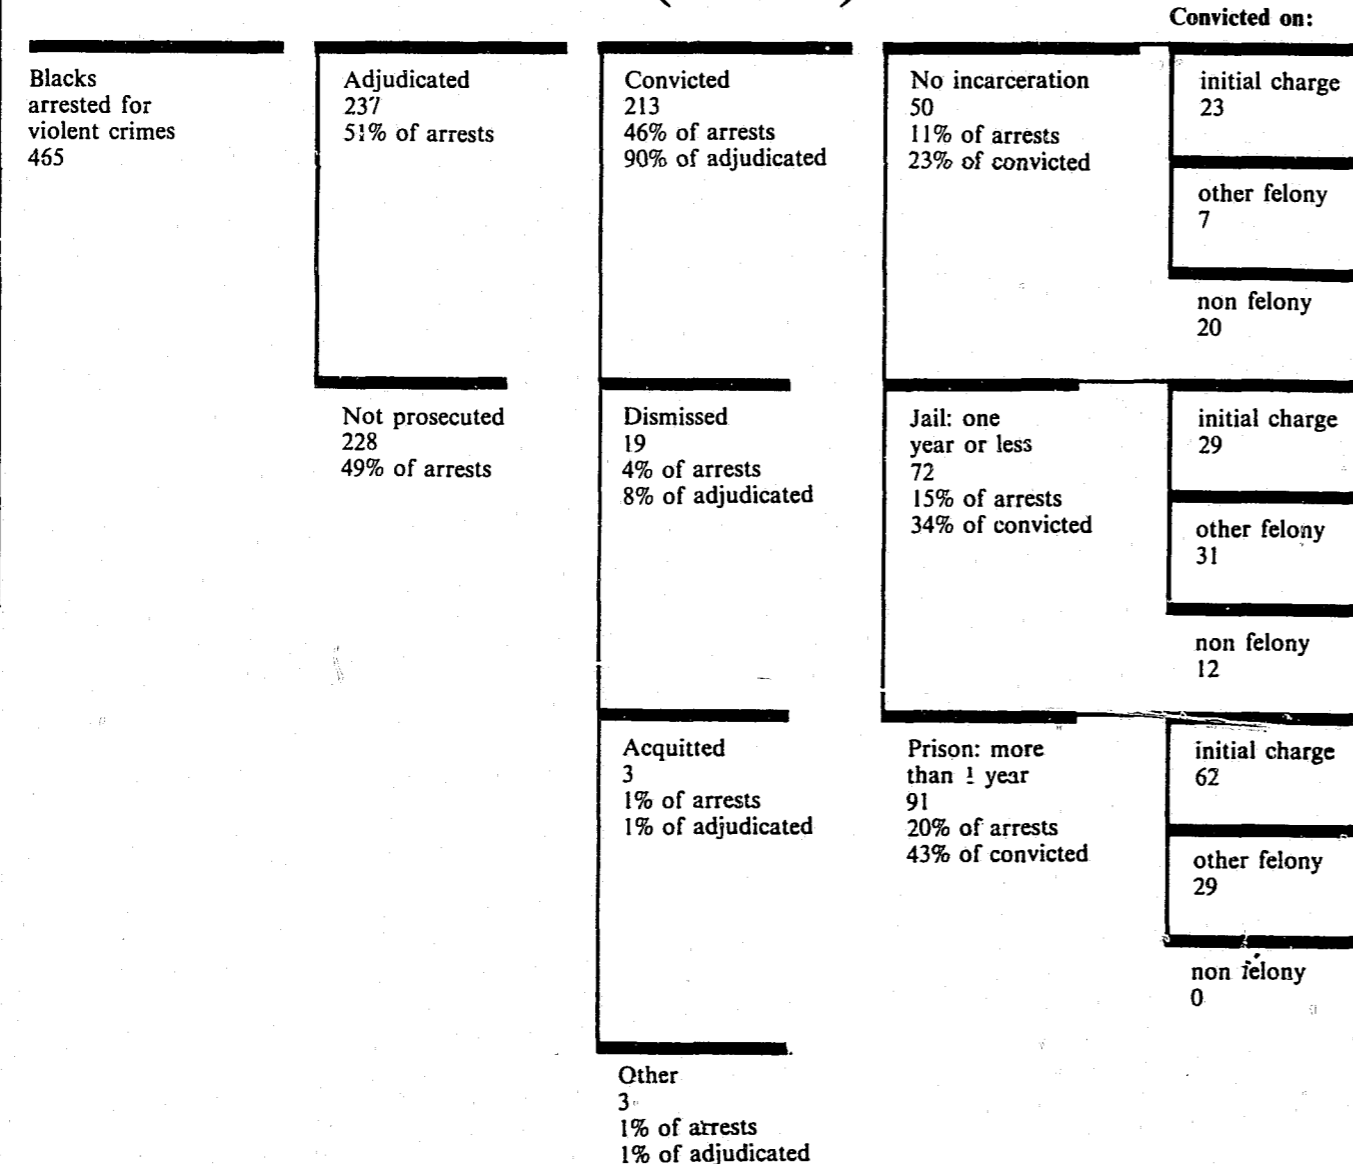 Convicted on:
Blacks
arrested for
violent crimes
465
Adjudicated
237
51% of arrests
Not prosecuted
228
49% of arrests
Convicted
213
46% of arrests
90% of adjudicated
Dismissed
19
4% of arrests
8% of adjudicated
Acquitted
3
1% of arrests
1% of adjudicated
Other
3
1% of arrests
1% of adjudicated
No incarceration
50
11% of arrests
23% of convicted
Jail: one
year or less
72
15% of arrests
34% of convicted
Prison: more
than 1 year
91
20% of arrests
43% of convicted
initial charge
23
other felony
7
non felony
20
initial charge
29
other felony
31
non felony
12
initial charge
62
other felony
29
non felony
0